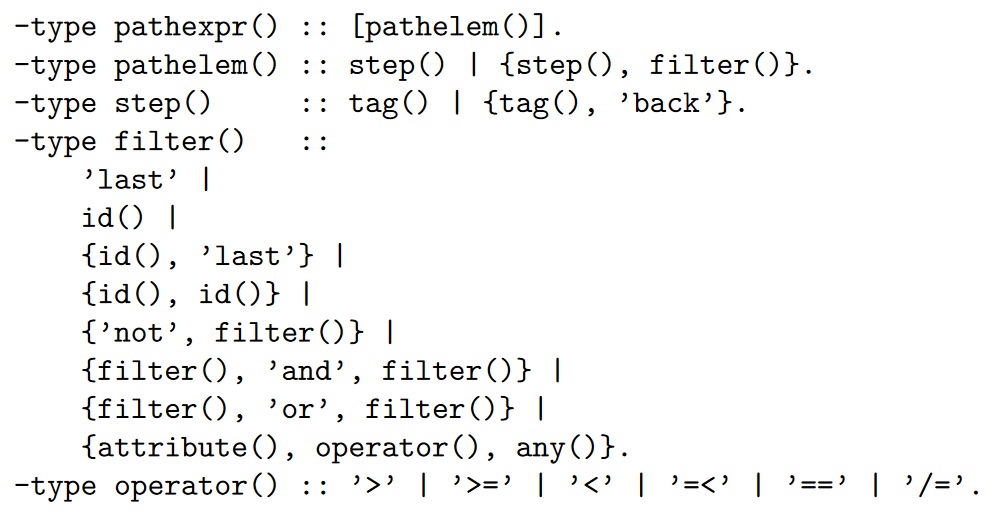 -type pathexpr() :: [pathelem()].
-type pathelem() :: step() | {step(), filter()}.
-type step()     :: tag() | {tag(), ’back’}.
-type filter()   ::
    ’last’ |
    id() |
    {id(), ’last’} |
    {id(), id()} |
    {’not’, filter()} |
    {filter(), ’and’, filter()} |
    {filter(), ’or’, filter()} |
    {attribute(), operator(), any()}.
-type operator() :: ’>’ | ’>=’ | ’<’ | ’=<’ | ’==’ | ’/=’.